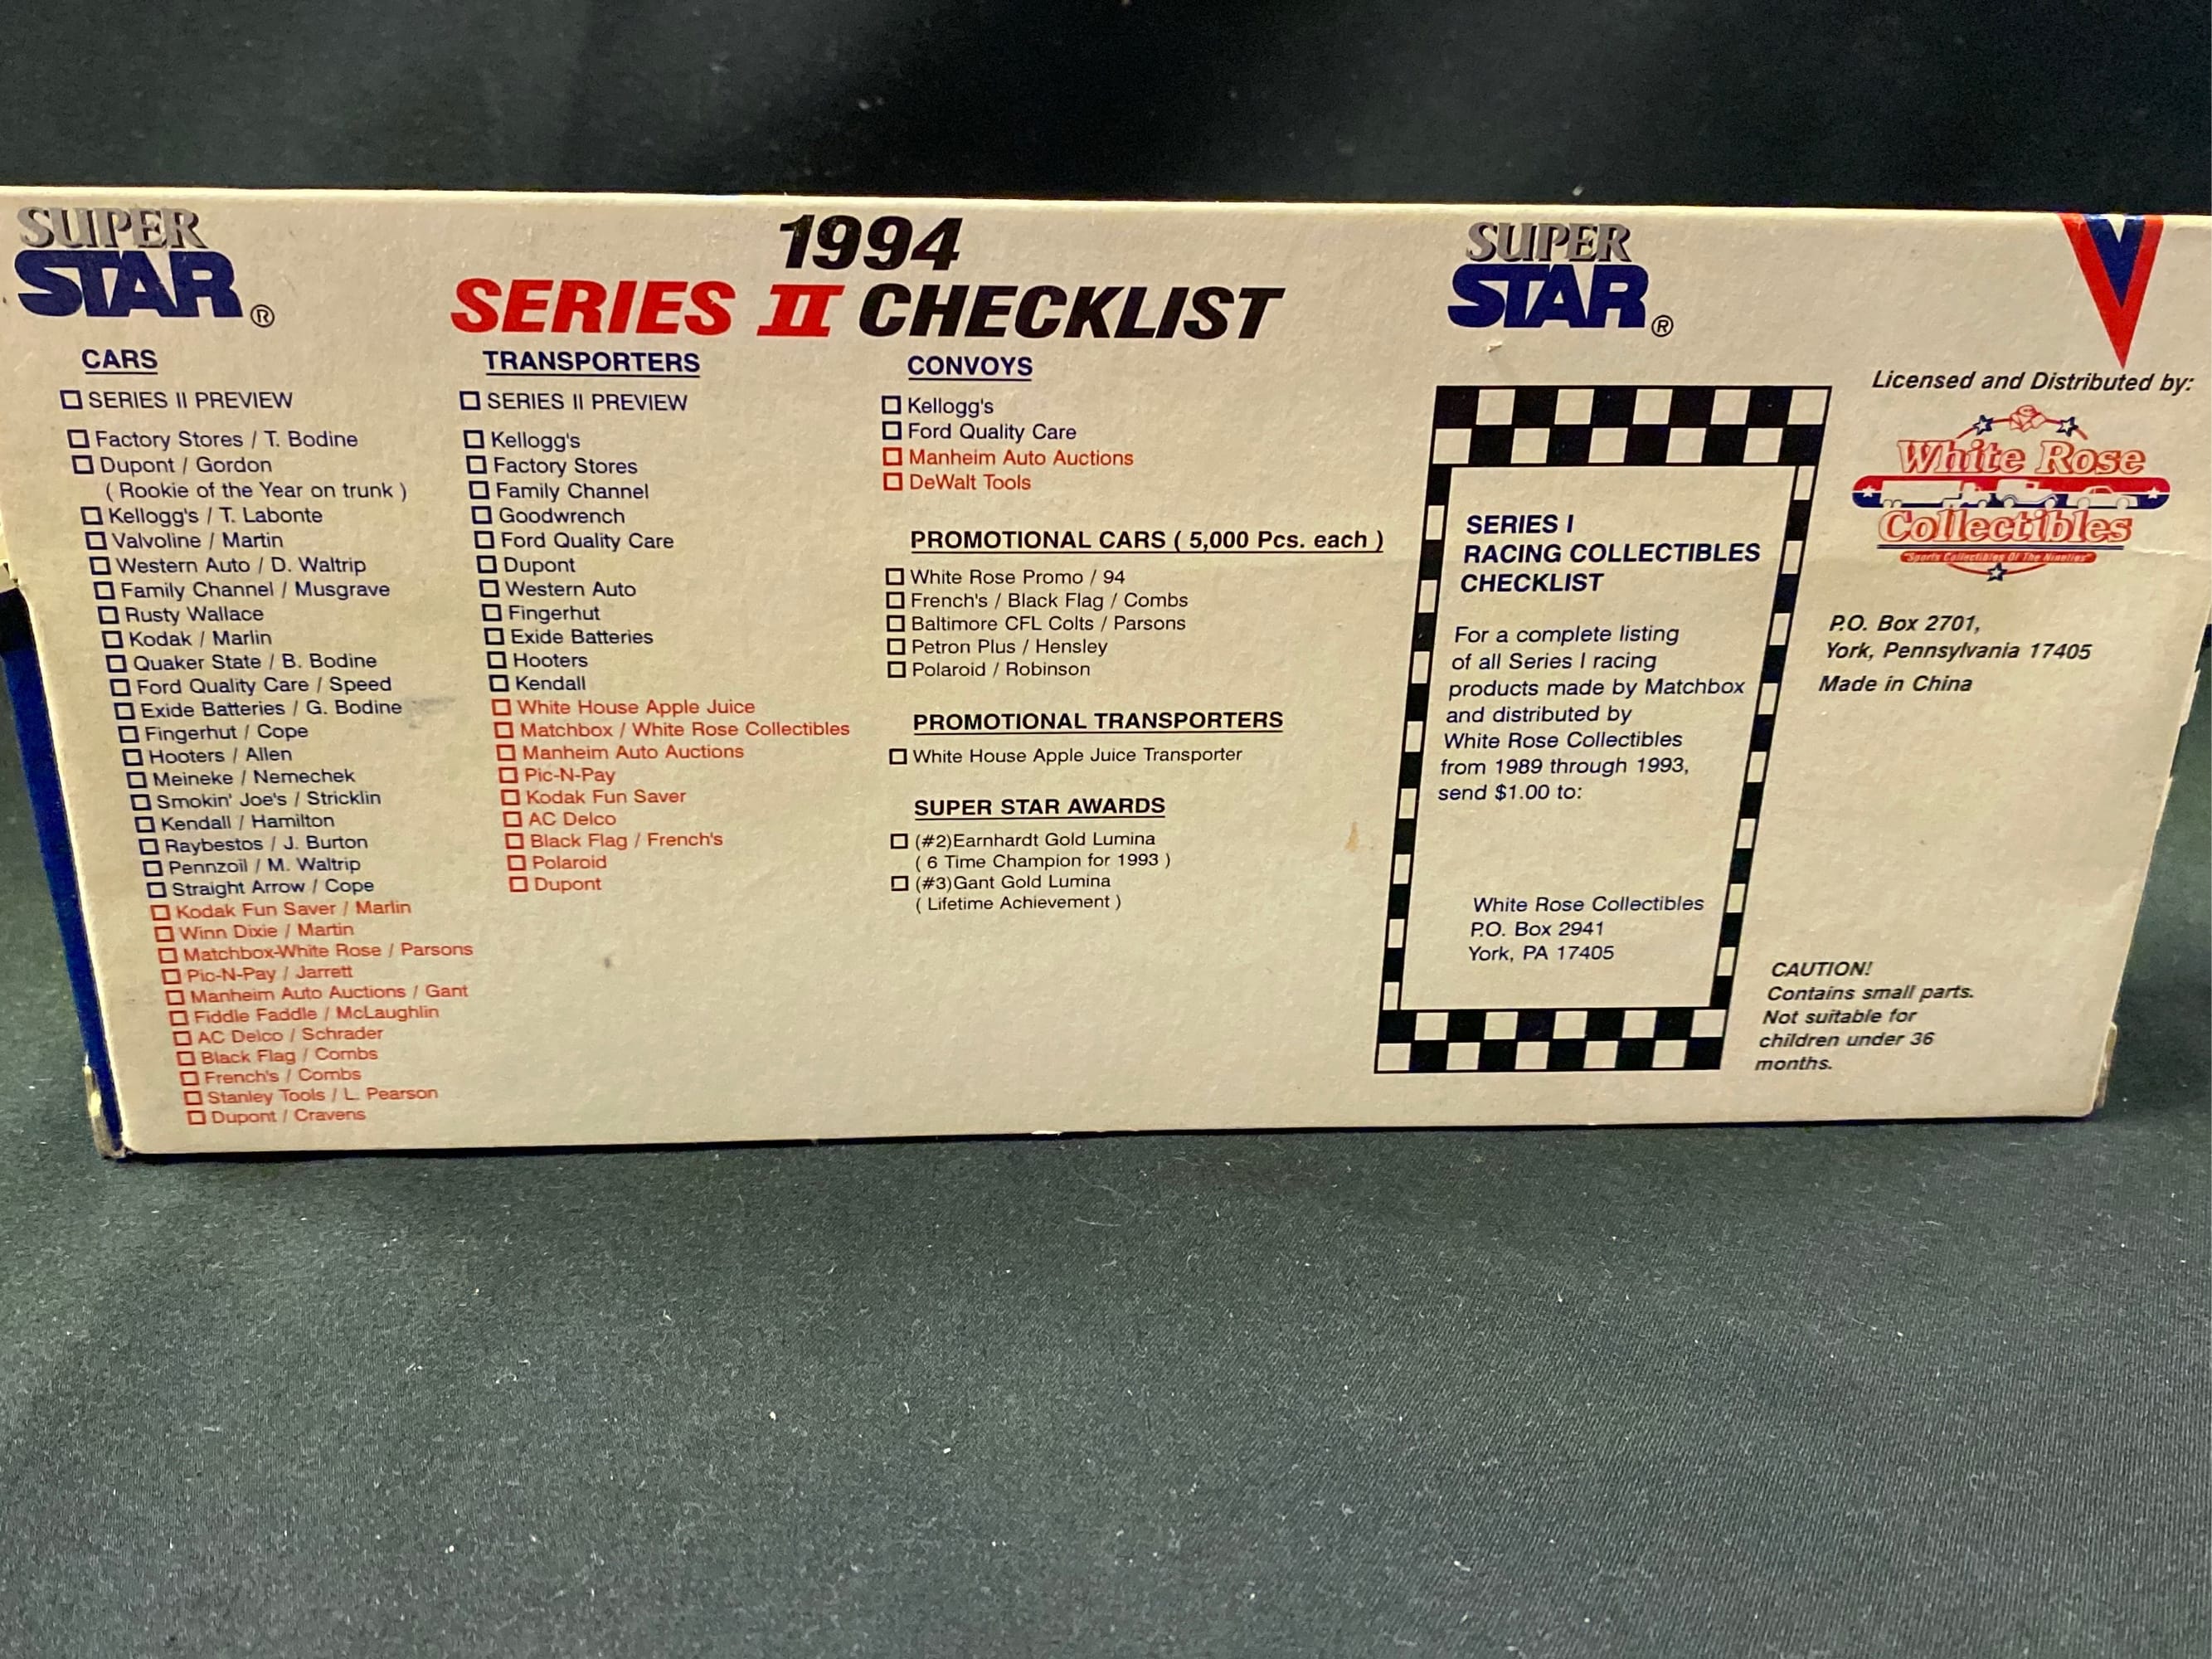 SUPER
STAR®
1994
SERIES II CHECKLIST
CARS
☐ SERIES II PREVIEW
☐ Factory Stores / T. Bodine
☐ Dupont / Gordon
( Rookie of the Year on trunk )
☐ Kellogg's / T. Labonte
☐ Valvoline / Martin
☐ Western Auto / D. Waltrip
☐ Family Channel / Musgrave
☐ Rusty Wallace
☐ Kodak / Marlin
☐ Quaker State / B. Bodine
☐ Ford Quality Care / Speed
☐ Exide Batteries / G. Bodine
☐ Fingerhut / Cope
☐ Hooters / Allen
☐ Meineke / Nemechek
☐ Smokin' Joe's / Stricklin
☐ Kendall / Hamilton
☐ Raybestos / J. Burton
☐ Pennzoil / M. Waltrip
☐ Straight Arrow / Cope
☐ Kodak Fun Saver / Marlin
☐ Winn Dixie / Martin
☐ Matchbox-White Rose / Parsons
☐ Pic-N-Pay / Jarrett
☐ Manheim Auto Auctions / Gant
☐ Fiddle Faddle / McLaughlin
☐ AC Delco / Schrader
☐ Black Flag / Combs
☐ French's / Combs
☐ Stanley Tools / L. Pearson
☐ Dupont / Cravens
TRANSPORTERS
☐ SERIES II PREVIEW
☐ Kellogg's
☐ Factory Stores
☐ Family Channel
☐ Goodwrench
☐ Ford Quality Care
☐ Dupont
☐ Western Auto
☐ Fingerhut
☐ Exide Batteries
☐ Hooters
☐ Kendall
☐ White House Apple Juice
☐ Matchbox / White Rose Collectibles
☐ Manheim Auto Auctions
☐ Pic-N-Pay
☐ Kodak Fun Saver
☐ AC Delco
☐ Black Flag / French's
☐ Polaroid
☐ Dupont
CONVOYS
☐ Kellogg's
☐ Ford Quality Care
☐ Manheim Auto Auctions
☐ DeWalt Tools
PROMOTIONAL CARS ( 5,000 Pcs. each )
☐ White Rose Promo / 94
☐ French's / Black Flag / Combs
☐ Baltimore CFL Colts / Parsons
☐ Petron Plus / Hensley
☐ Polaroid / Robinson
PROMOTIONAL TRANSPORTERS
☐ White House Apple Juice Transporter
SUPER STAR AWARDS
☐ (#2)Earnhardt Gold Lumina
( 6 Time Champion for 1993 )
☐ (#3)Gant Gold Lumina
( Lifetime Achievement )
SUPER
STAR®
SERIES I
RACING COLLECTIBLES
CHECKLIST
For a complete listing
of all Series I racing
products made by Matchbox
and distributed by
White Rose Collectibles
from 1989 through 1993,
send $1.00 to:
White Rose Collectibles
P.O. Box 2941
York, PA 17405
Licensed and Distributed by:
White Rose
Collectibles
"Sports Collectibles Of The Nineties"
P.O. Box 2701,
York, Pennsylvania 17405
Made in China
CAUTION!
Contains small parts.
Not suitable for
children under 36
months.